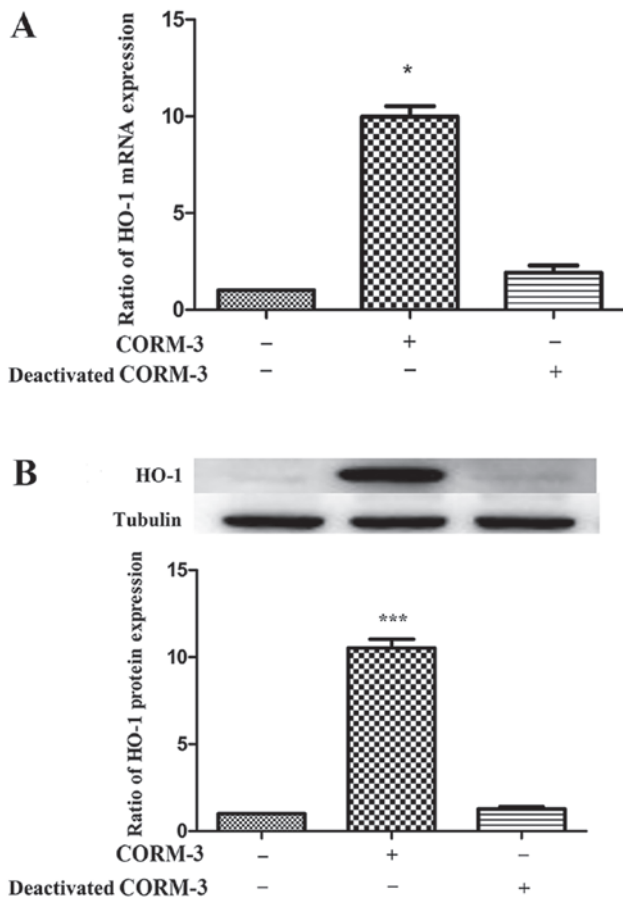 A
Ratio of HO-1 mRNA expression
15
10
5
0
*
CORM-3 − + −
Deactivated CORM-3 − − +
B
HO-1
Tubulin
Ratio of HO-1 protein expression
15
10
5
0
***
CORM-3 − + −
Deactivated CORM-3 − − +